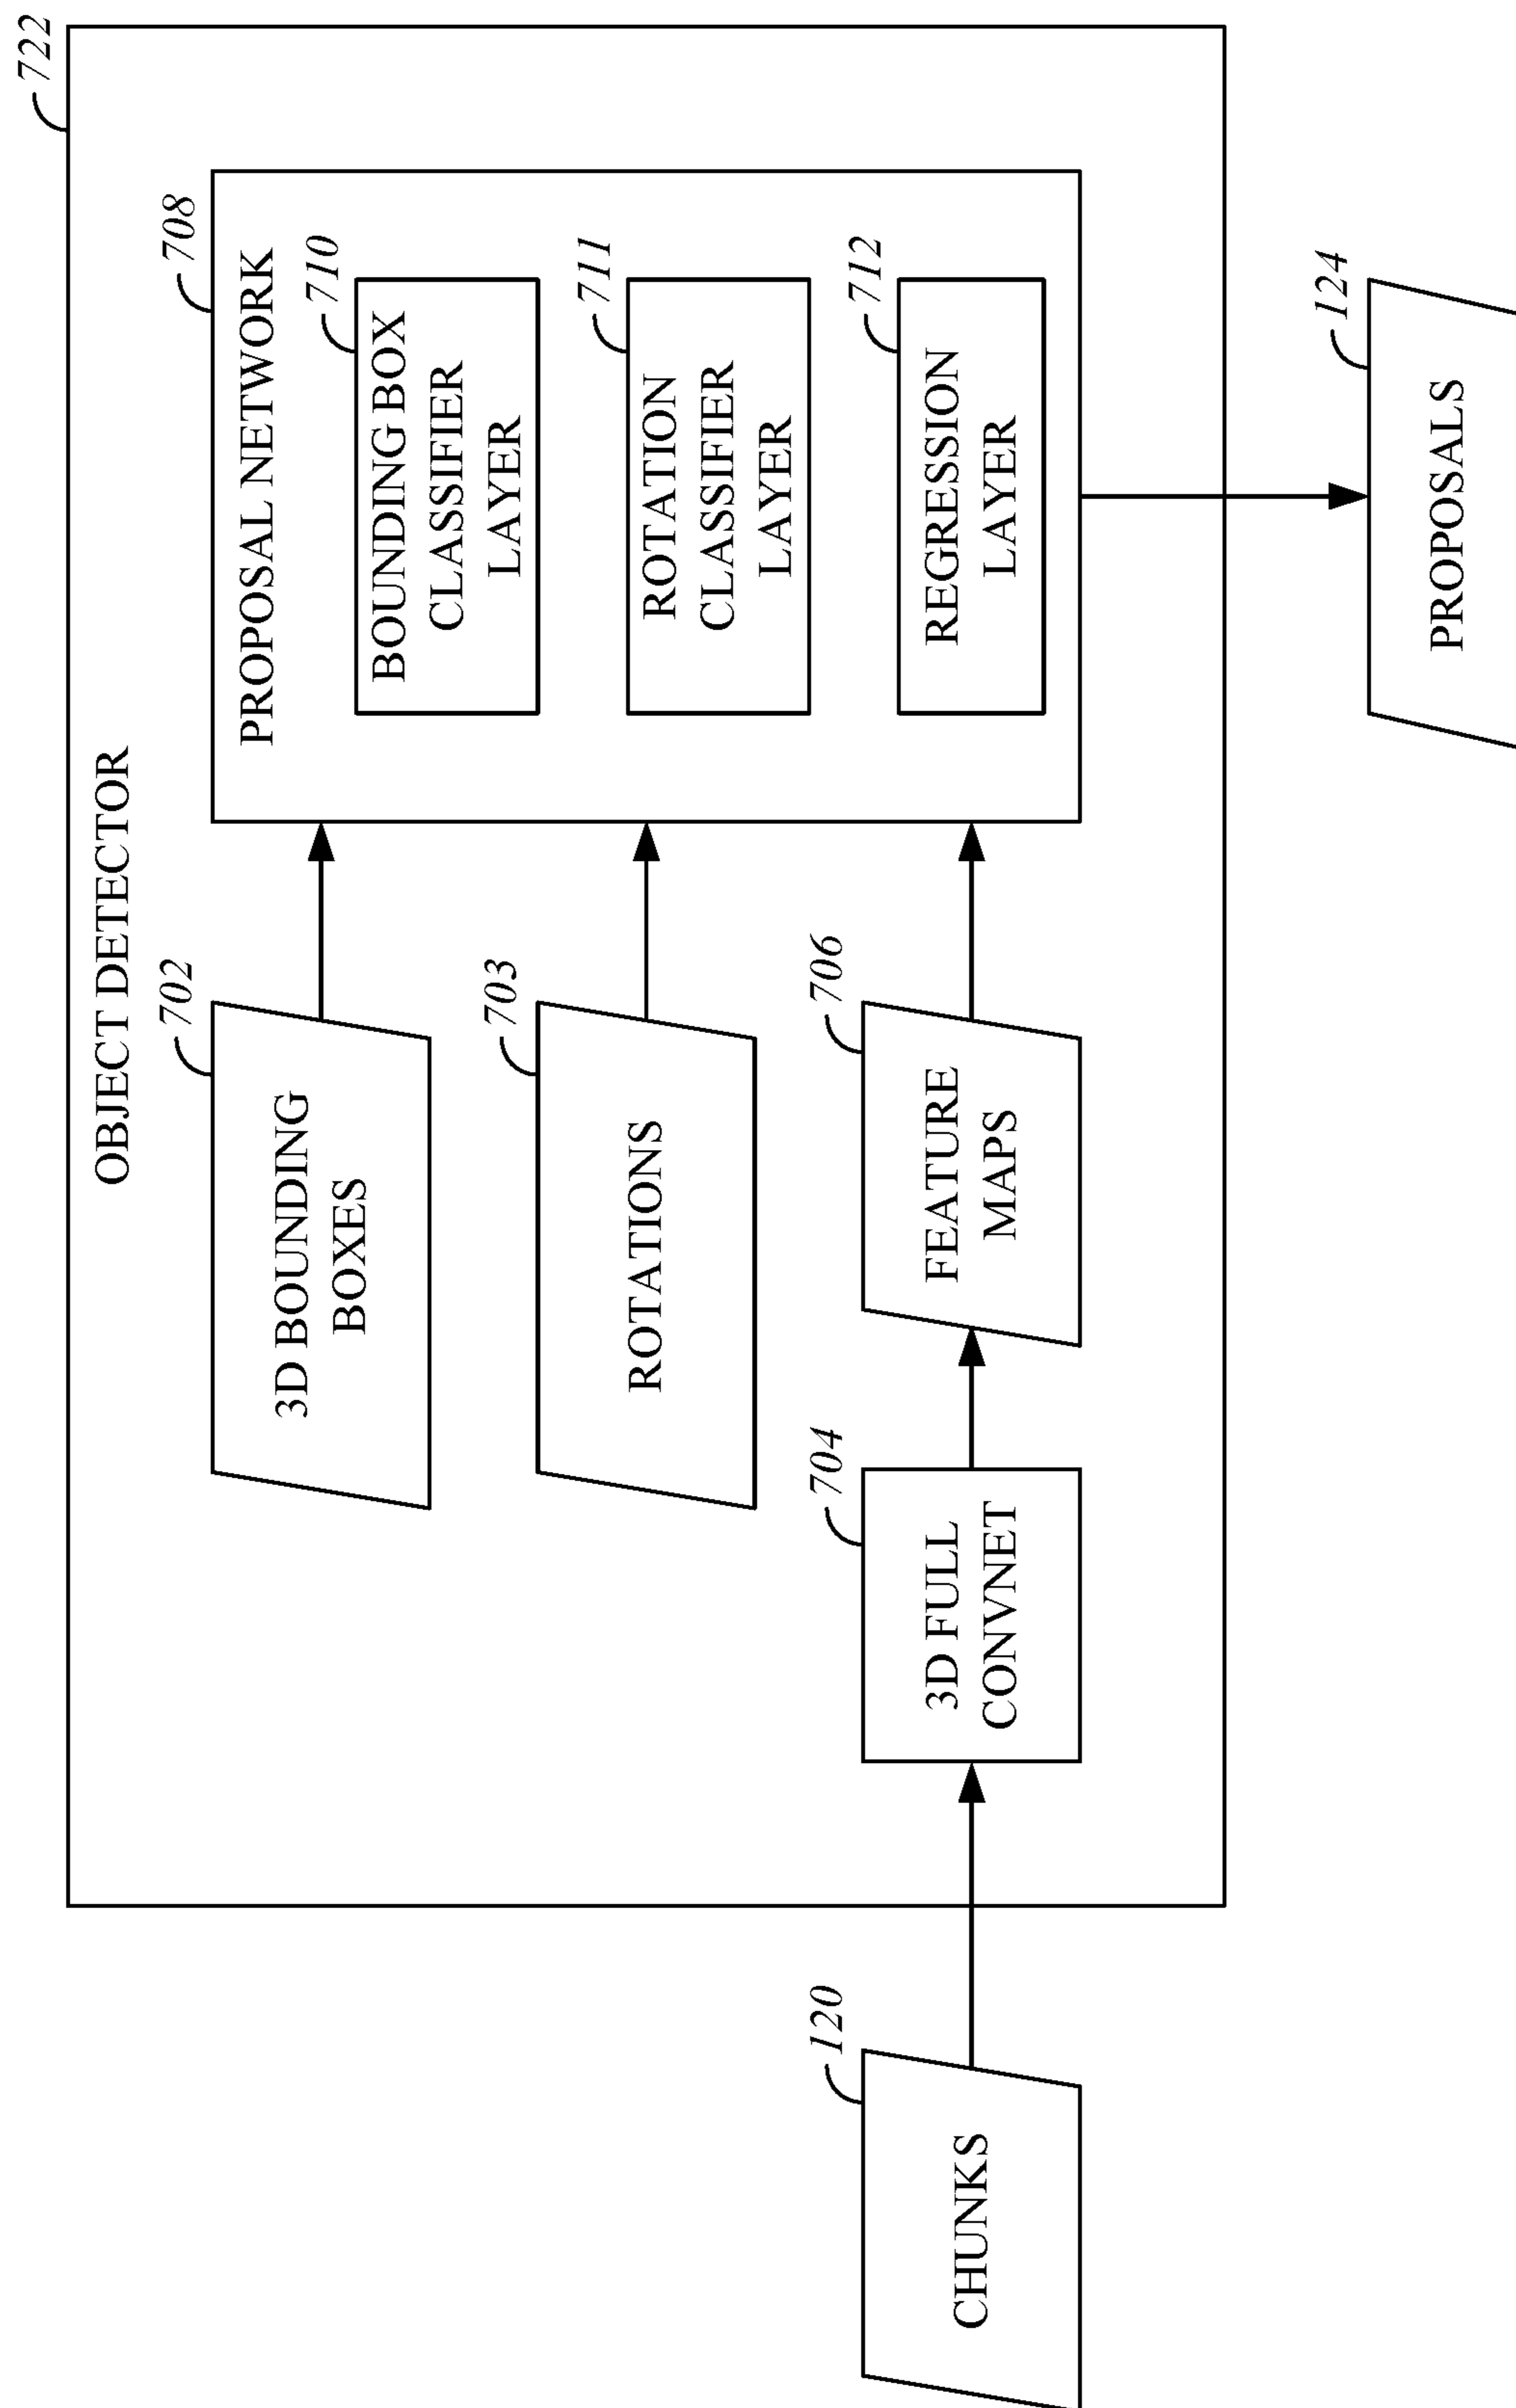 722
OBJECT DETECTOR
702
3D BOUNDING
BOXES
703
ROTATIONS
120
CHUNKS
704
3D FULL
CONVNET
706
FEATURE
MAPS
708
PROPOSAL NETWORK
710
BOUNDING BOX
CLASSIFIER
LAYER
711
ROTATION
CLASSIFIER
LAYER
712
REGRESSION
LAYER
124
PROPOSALS